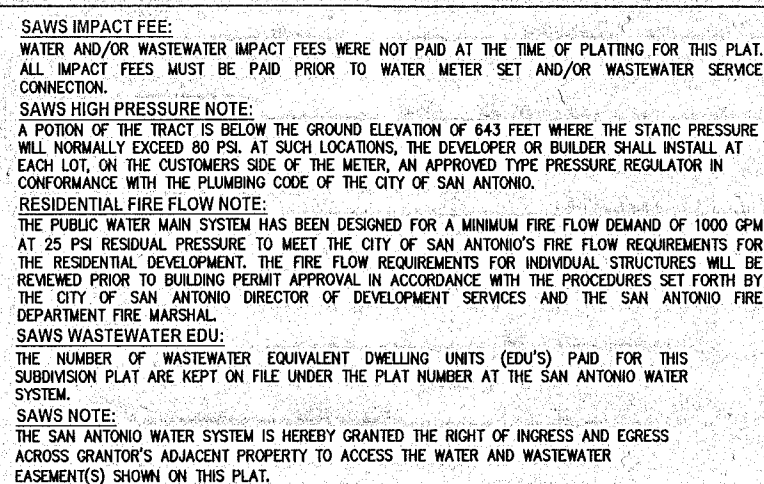 SAWS IMPACT FEE:
WATER AND/OR WASTEWATER IMPACT FEES WERE NOT PAID AT THE TIME OF PLATTING FOR THIS PLAT.
ALL IMPACT FEES MUST BE PAID PRIOR TO WATER METER SET AND/OR WASTEWATER SERVICE
CONNECTION.
SAWS HIGH PRESSURE NOTE:
A POTION OF THE TRACT IS BELOW THE GROUND ELEVATION OF 643 FEET WHERE THE STATIC PRESSURE
WILL NORMALLY EXCEED 80 PSI. AT SUCH LOCATIONS, THE DEVELOPER OR BUILDER SHALL INSTALL AT
EACH LOT, ON THE CUSTOMERS SIDE OF THE METER, AN APPROVED TYPE PRESSURE REGULATOR IN
CONFORMANCE WITH THE PLUMBING CODE OF THE CITY OF SAN ANTONIO.
RESIDENTIAL FIRE FLOW NOTE:
THE PUBLIC WATER MAIN SYSTEM HAS BEEN DESIGNED FOR A MINIMUM FIRE FLOW DEMAND OF 1000 GPM
AT 25 PSI RESIDUAL PRESSURE TO MEET THE CITY OF SAN ANTONIO'S FIRE FLOW REQUIREMENTS FOR
THE RESIDENTIAL DEVELOPMENT. THE FIRE FLOW REQUIREMENTS FOR INDIVIDUAL STRUCTURES WILL BE
REVIEWED PRIOR TO BUILDING PERMIT APPROVAL IN ACCORDANCE WITH THE PROCEDURES SET FORTH BY
THE CITY OF SAN ANTONIO DIRECTOR OF DEVELOPMENT SERVICES AND THE SAN ANTONIO FIRE
DEPARTMENT FIRE MARSHAL.
SAWS WASTEWATER EDU:
THE NUMBER OF WASTEWATER EQUIVALENT DWELLING UNITS (EDU'S) PAID FOR THIS
SUBDIVISION PLAT ARE KEPT ON FILE UNDER THE PLAT NUMBER AT THE SAN ANTONIO WATER
SYSTEM.
SAWS NOTE:
THE SAN ANTONIO WATER SYSTEM IS HEREBY GRANTED THE RIGHT OF INGRESS AND EGRESS
ACROSS GRANTOR'S ADJACENT PROPERTY TO ACCESS THE WATER AND WASTEWATER
EASEMENT(S) SHOWN ON THIS PLAT.